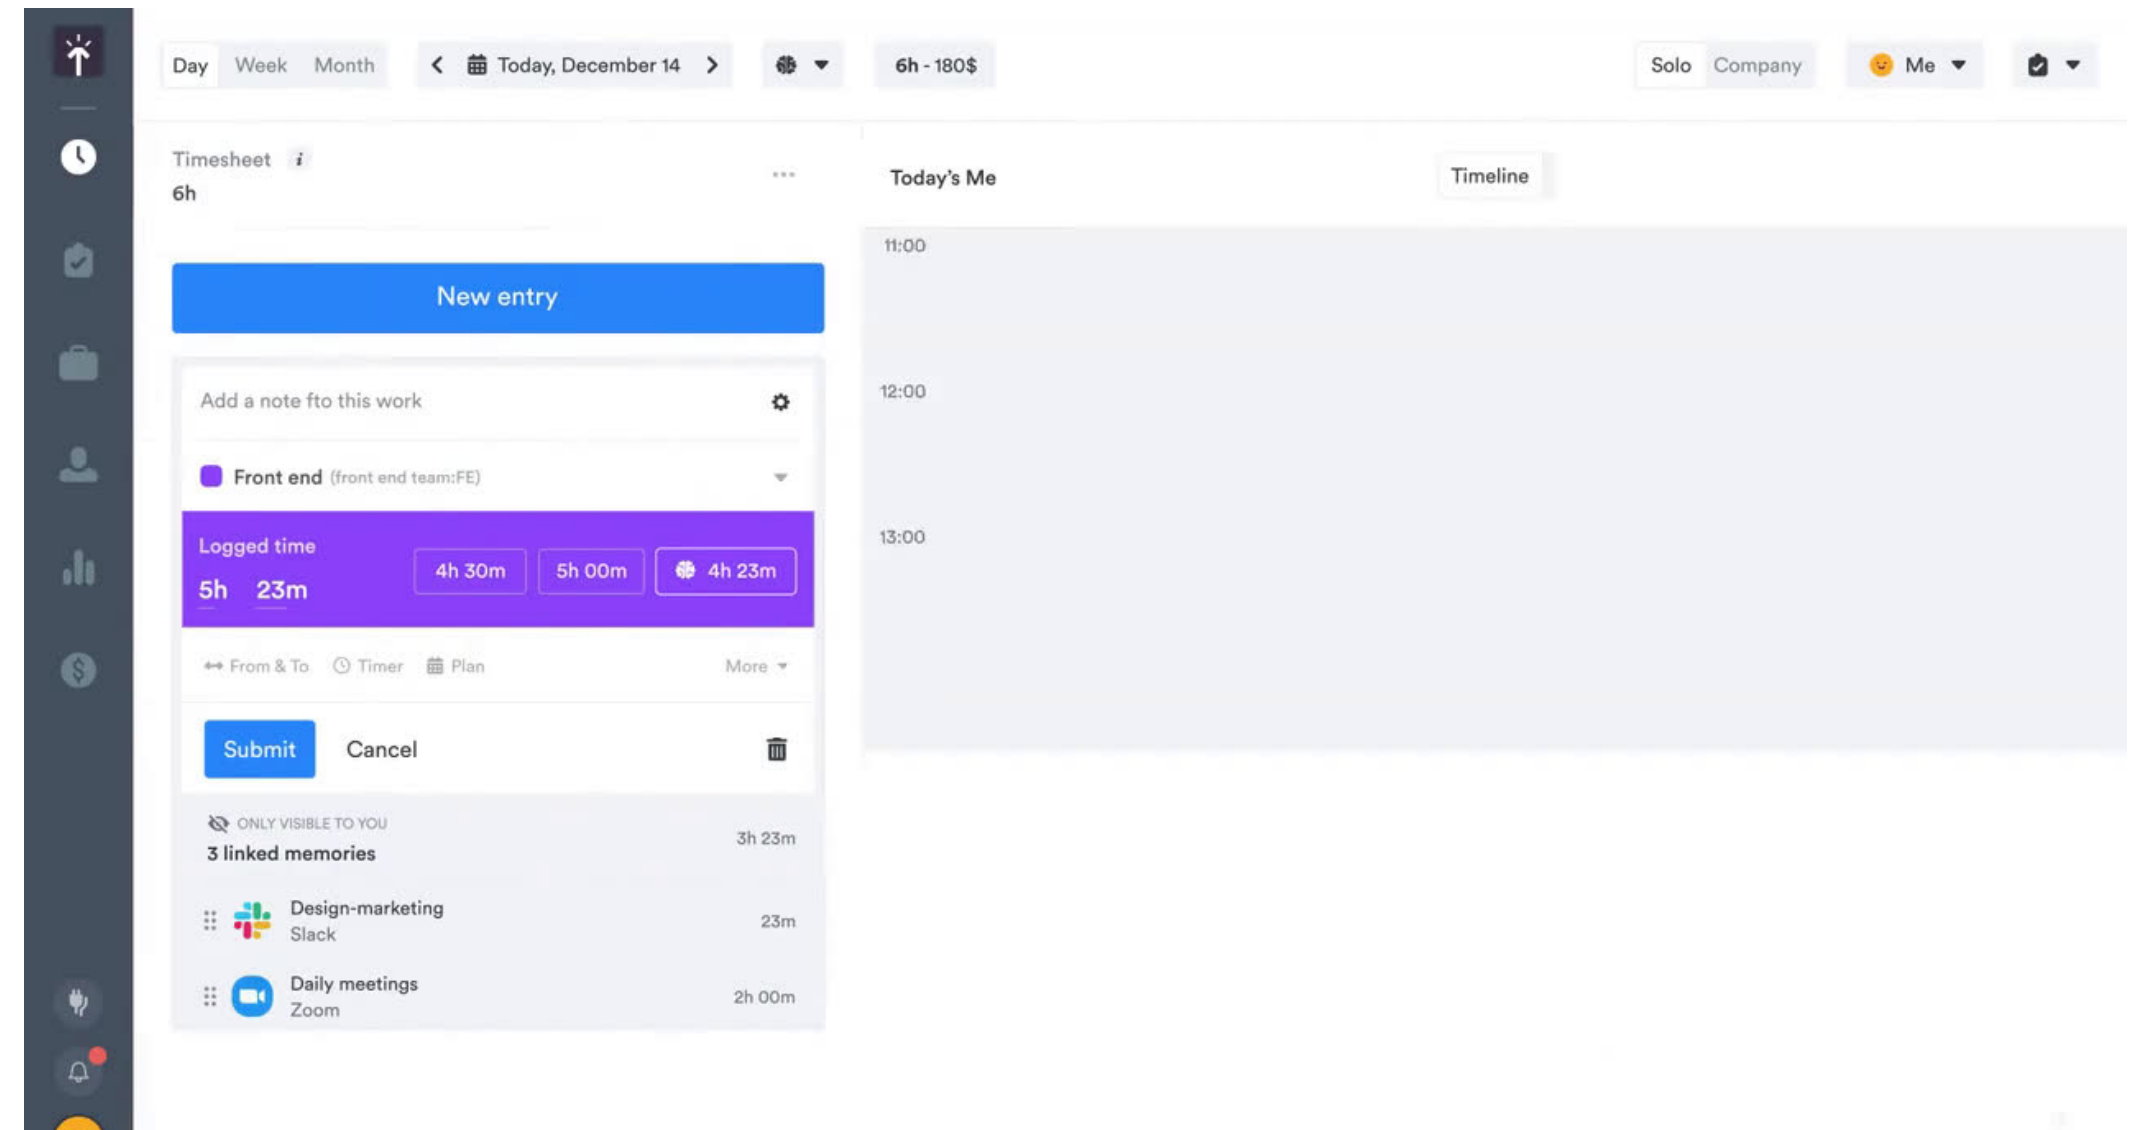 Day Week Month
Today, December 14
6h - 180$
Solo Company
Me
Timesheet i
6h
New entry
Add a note fto this work
Front end (front end team:FE)
Logged time
5h 23m
4h 30m 5h 00m 4h 23m
From & To Timer Plan More
Submit Cancel
ONLY VISIBLE TO YOU
3 linked memories
3h 23m
Design-marketing
Slack
23m
Daily meetings
Zoom
2h 00m
Today's Me
Timeline
11:00
12:00
13:00